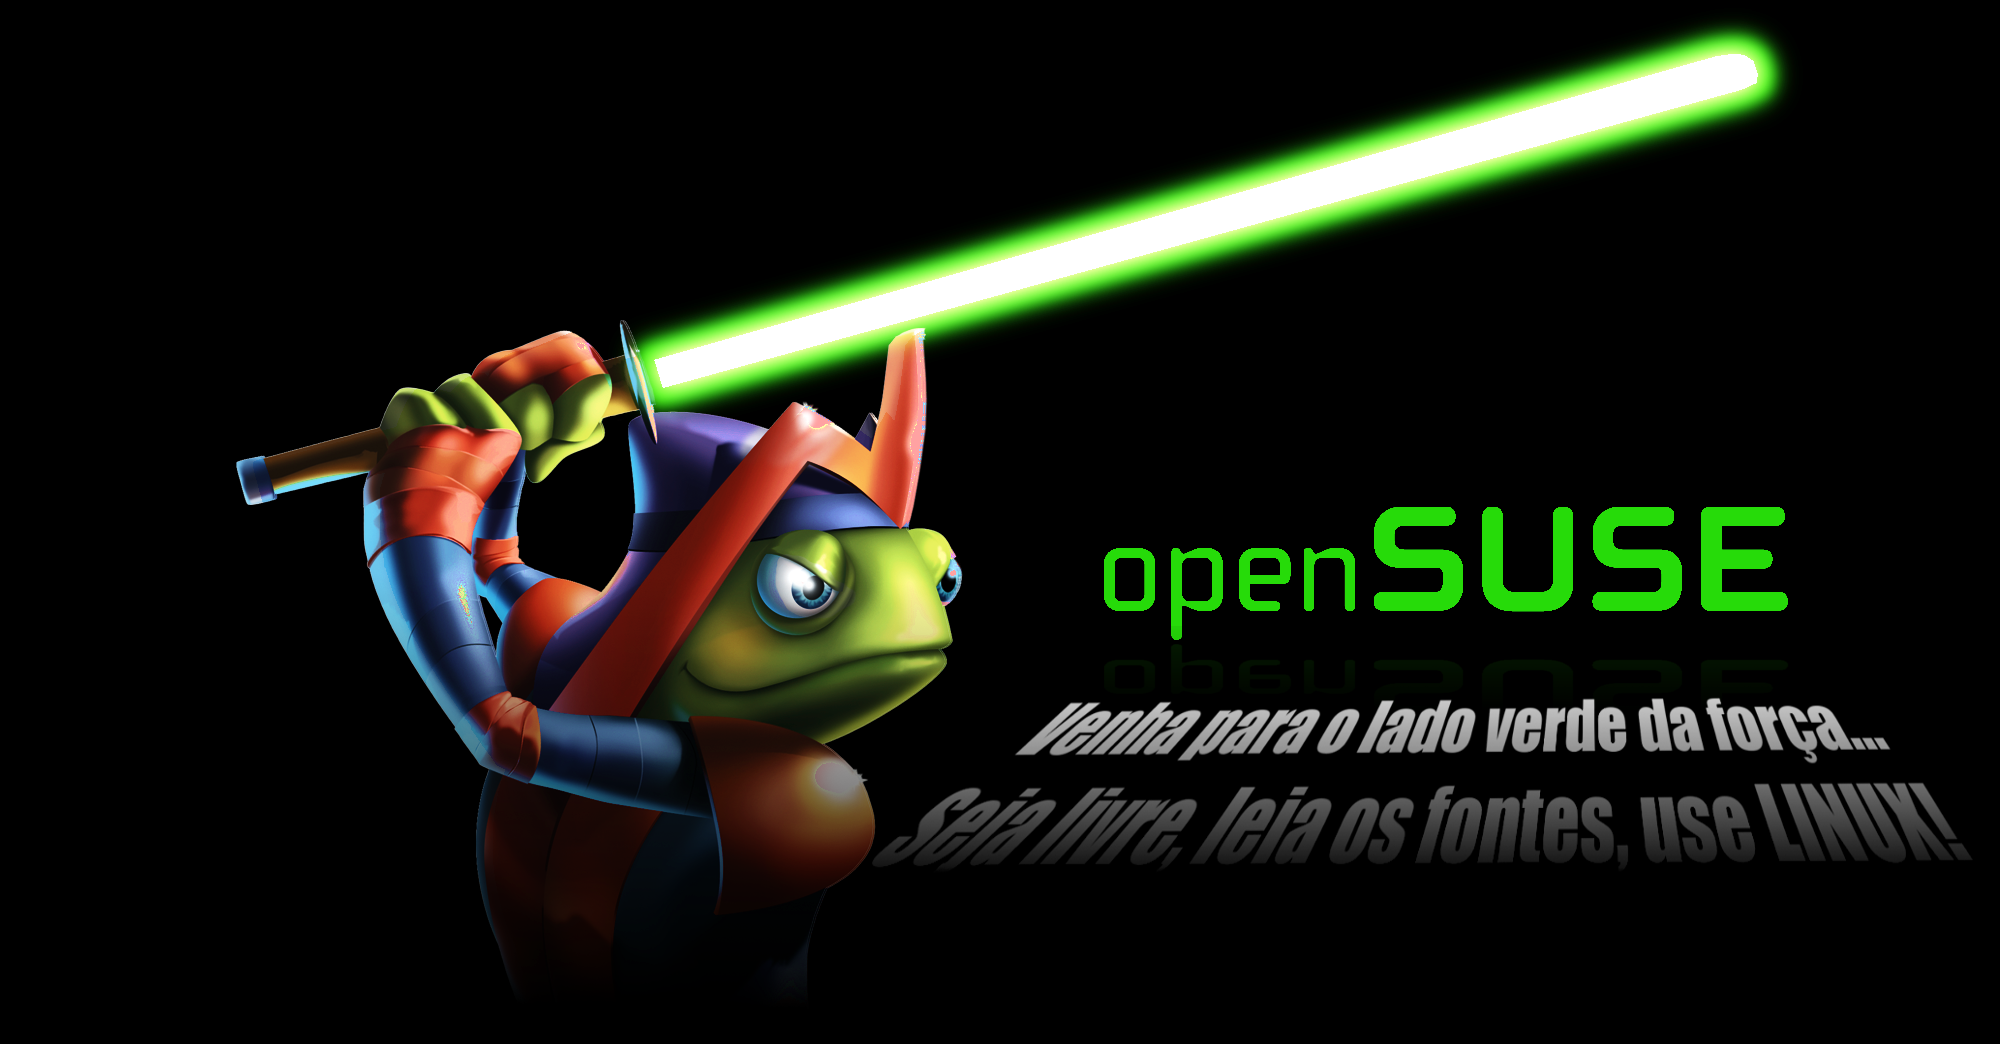 openSUSE
Venha para o lado verde da força...
Seja livre, leia os fontes, use LINUX!